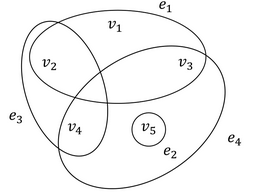 e₁
v₁
v₂ v₃
e₃ v₄ v₅
e₂ e₄